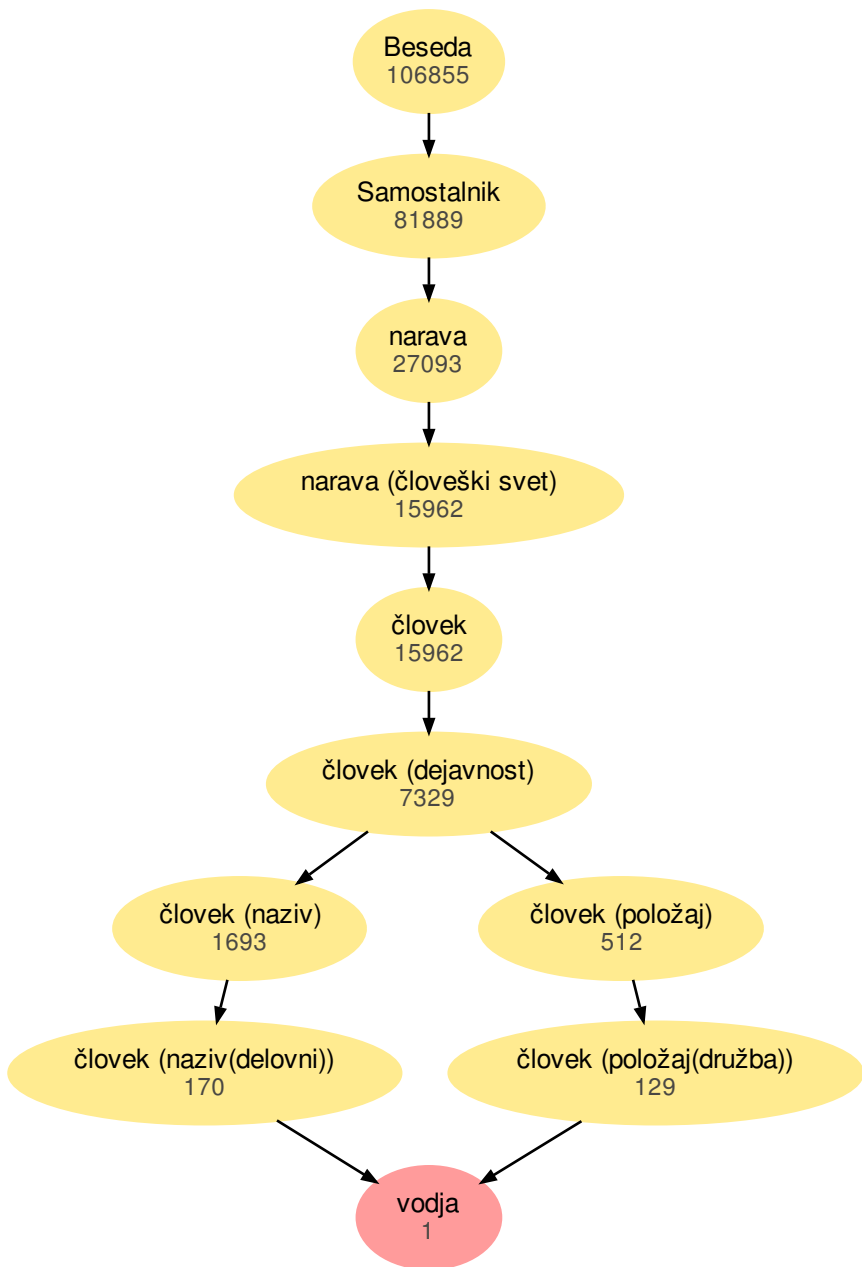 Beseda
106855
Samostalnik
81889
narava
27093
narava (človeški svet)
15962
človek
15962
človek (dejavnost)
7329
človek (naziv)
1693
človek (položaj)
512
človek (naziv(delovni))
170
človek (položaj(družba))
129
vodja
1